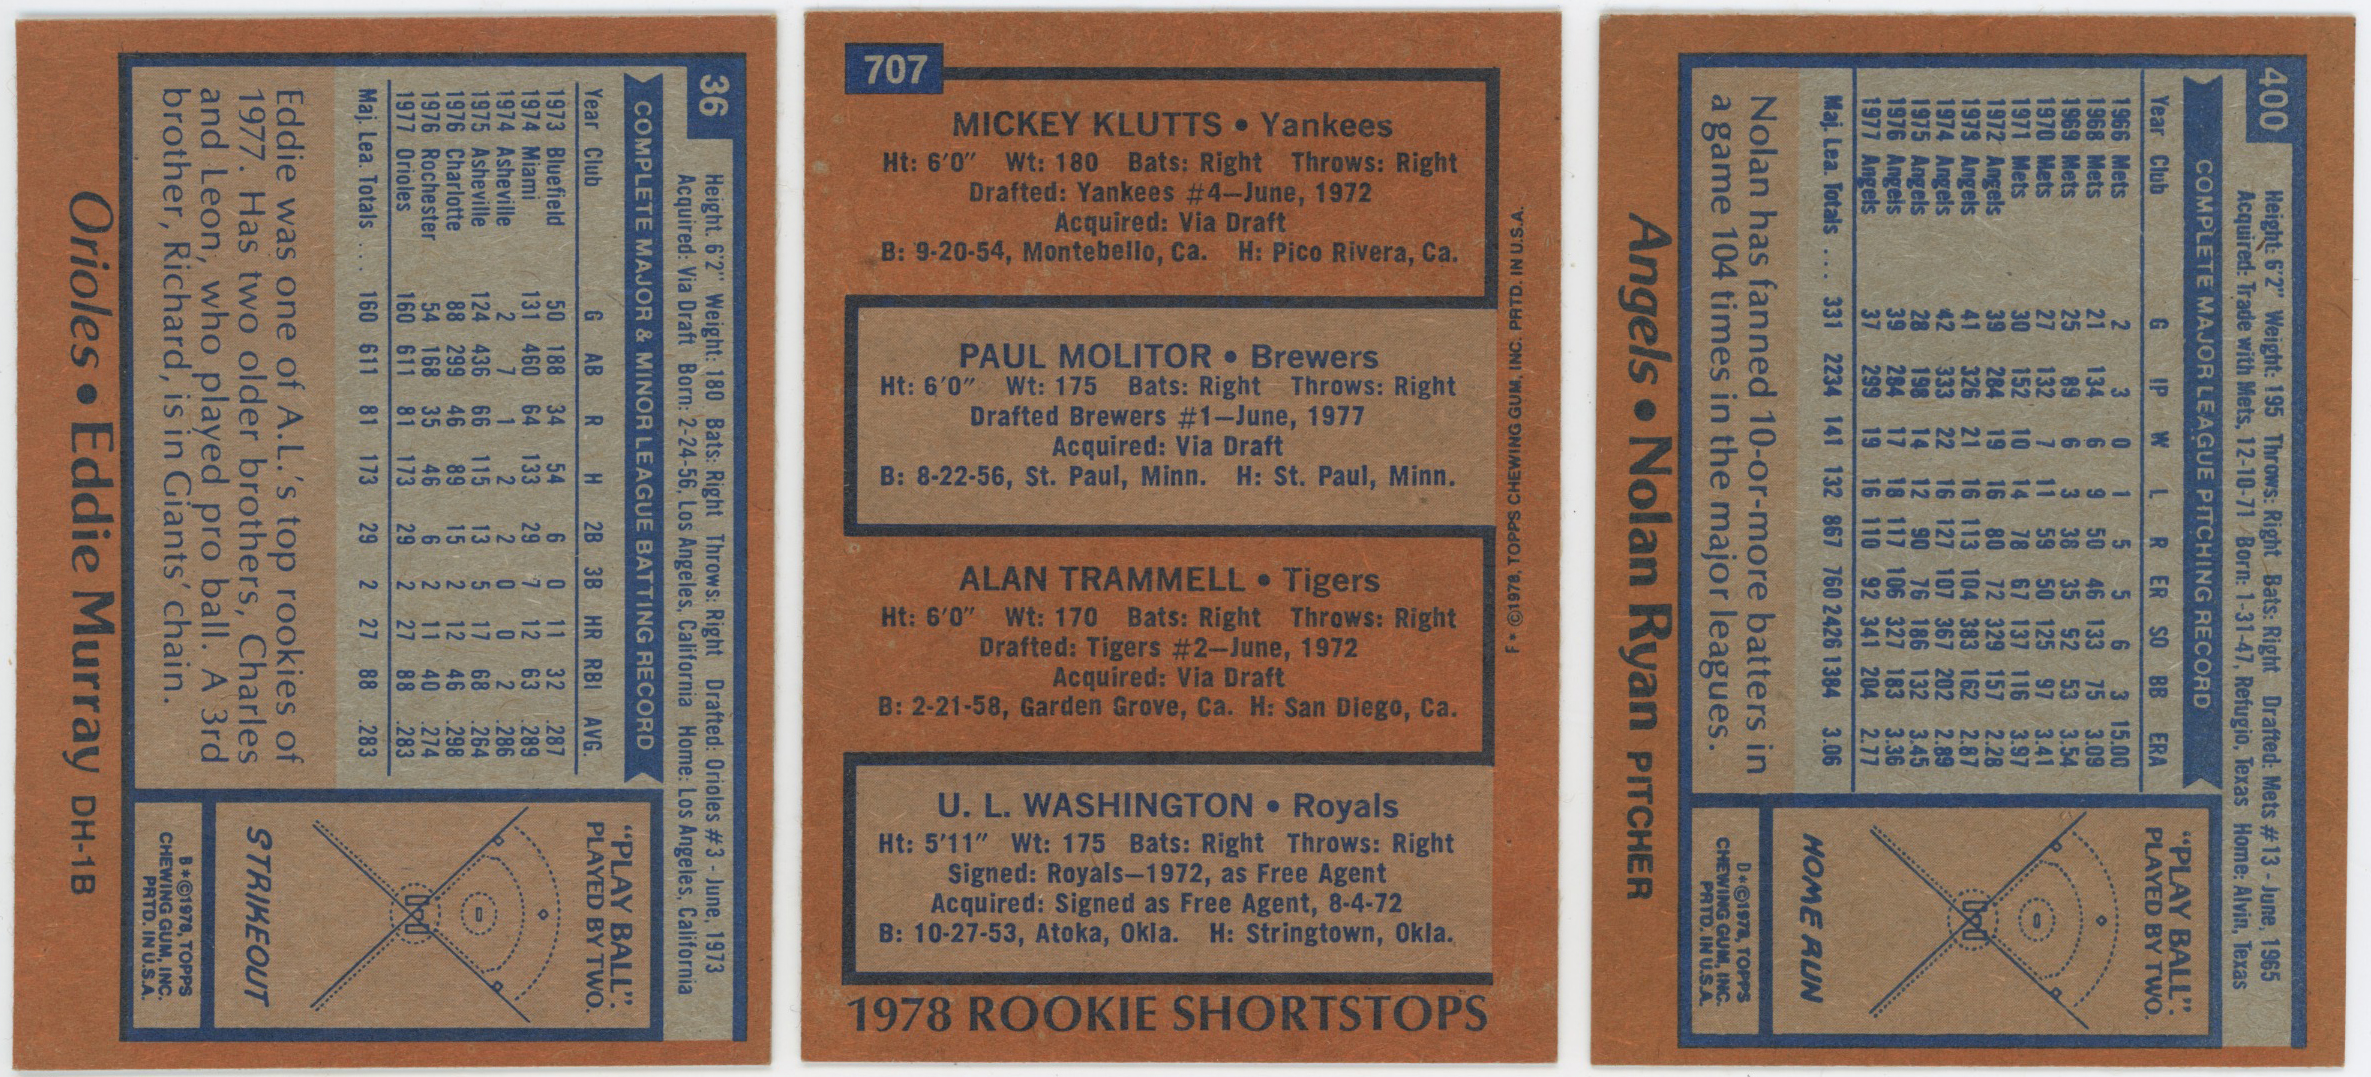 36
Height: 6'2" Weight: 180 Bats: Right Throws: Right Drafted: Orioles #3 - June, 1973
Acquired: Via Draft Born: 2-24-56, Los Angeles, California Home: Los Angeles, California
COMPLETE MAJOR & MINOR LEAGUE BATTING RECORD
Year Club G AB R H 2B 3B HR RBI AVG.
1973 Bluefield 50 188 34 54 6 0 11 32 .287
1974 Miami 131 460 64 133 29 7 12 63 .289
1974 Asheville 2 7 1 2 2 0 0 2 .286
1975 Asheville 124 436 66 115 13 5 17 68 .264
1976 Charlotte 88 299 46 89 15 2 12 46 .298
1976 Rochester 54 168 35 46 6 2 11 40 .274
1977 Orioles 160 611 81 173 29 2 27 88 .283
Maj. Lea. Totals .... 160 611 81 173 29 2 27 88 .283
Eddie was one of A.L.'s top rookies of
1977. Has two older brothers, Charles
and Leon, who played pro ball. A 3rd
brother, Richard, is in Giants' chain.
"PLAY BALL".
PLAYED BY TWO.
STRIKEOUT
B*©1978, TOPPS
CHEWING GUM, INC.
PRTD. IN U.S.A.
Orioles • Eddie Murray DH-1B
707
MICKEY KLUTTS • Yankees
Ht: 6'0" Wt: 180 Bats: Right Throws: Right
Drafted: Yankees #4—June, 1972
Acquired: Via Draft
B: 9-20-54, Montebello, Ca. H: Pico Rivera, Ca.
PAUL MOLITOR • Brewers
Ht: 6'0" Wt: 175 Bats: Right Throws: Right
Drafted Brewers #1—June, 1977
Acquired: Via Draft
B: 8-22-56, St. Paul, Minn. H: St. Paul, Minn.
ALAN TRAMMELL • Tigers
Ht: 6'0" Wt: 170 Bats: Right Throws: Right
Drafted: Tigers #2—June, 1972
Acquired: Via Draft
B: 2-21-58, Garden Grove, Ca. H: San Diego, Ca.
U. L. WASHINGTON • Royals
Ht: 5'11" Wt: 175 Bats: Right Throws: Right
Signed: Royals—1972, as Free Agent
Acquired: Signed as Free Agent, 8-4-72
B: 10-27-53, Atoka, Okla. H: Stringtown, Okla.
1978 ROOKIE SHORTSTOPS
F*©1978, TOPPS CHEWING GUM, INC. PRTD. IN U.S.A.
400
Height: 6'2" Weight: 195 Throws: Right Bats: Right Drafted: Mets #13 - June, 1965
Acquired: Trade with Mets, 12-10-71 Born: 1-31-47, Refugio, Texas Home: Alvin, Texas
COMPLETE MAJOR LEAGUE PITCHING RECORD
Year Club G IP W L R ER SO BB ERA
1966 Mets 2 3 0 1 5 5 6 3 15.00
1968 Mets 21 134 6 9 50 46 133 75 3.09
1969 Mets 25 89 6 3 38 35 92 53 3.54
1970 Mets 27 132 7 11 59 50 125 97 3.41
1971 Mets 30 152 10 14 78 67 137 116 3.97
1972 Angels 39 284 19 16 80 72 329 157 2.28
1973 Angels 41 326 21 16 113 104 383 162 2.87
1974 Angels 42 333 22 16 127 107 367 202 2.89
1975 Angels 28 198 14 12 90 76 186 132 3.45
1976 Angels 39 284 17 18 117 106 327 183 3.36
1977 Angels 37 299 19 16 110 92 341 204 2.77
Maj. Lea. Totals .... 331 2234 141 132 867 760 2426 1384 3.06
Nolan has fanned 10-or-more batters in
a game 104 times in the major leagues.
"PLAY BALL".
PLAYED BY TWO.
HOME RUN
D*©1978, TOPPS
CHEWING GUM, INC.
PRTD. IN U.S.A.
Angels • Nolan Ryan PITCHER